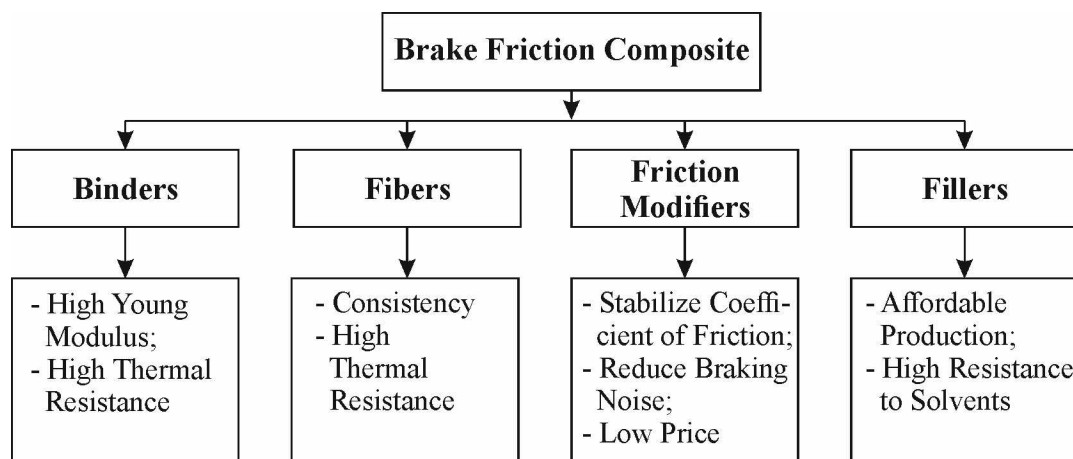 Brake Friction Composite
Binders
Fibers
Friction
Modifiers
Fillers
- High Young
Modulus;
- High Thermal
Resistance
- Consistency
- High
Thermal
Resistance
- Stabilize Coeffi-
cient of Friction;
- Reduce Braking
Noise;
- Low Price
- Affordable
Production;
- High Resistance
to Solvents